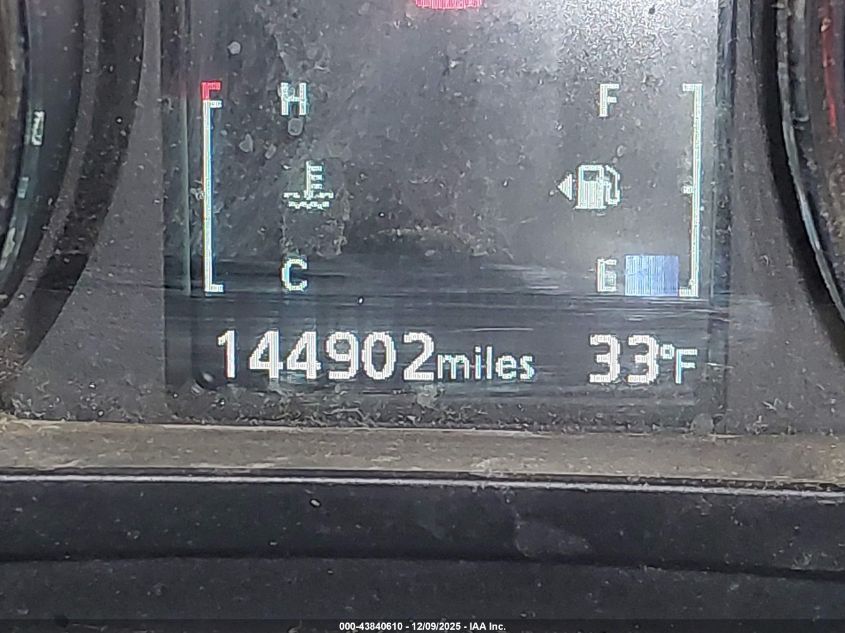 H F
C E
144902miles 33°F
000-43840610 - 12/09/2025 - IAA Inc.